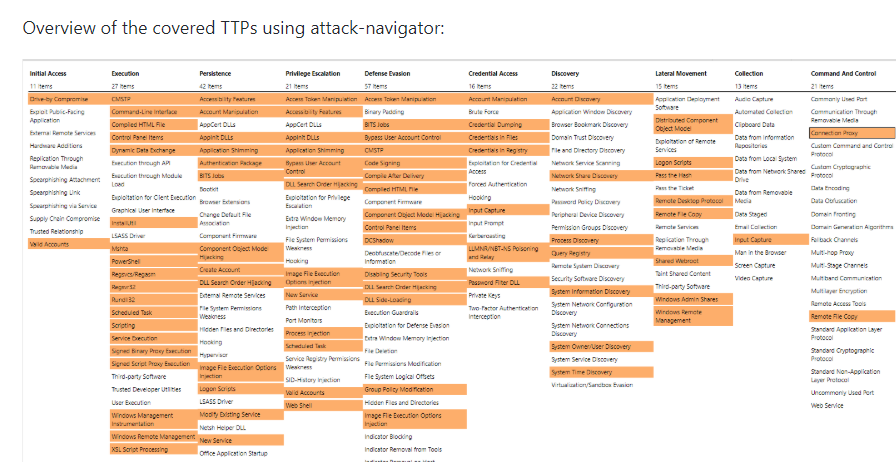 Overview of the covered TTPs using attack-navigator:
Initial Access
11 items
Drive-by Compromise
Exploit Public-Facing
Application
External Remote Services
Hardware Additions
Replication Through
Removable Media
Spearphishing Attachment
Spearphishing Link
Spearphishing via Service
Supply Chain Compromise
Trusted Relationship
Valid Accounts
Execution
27 items
CMSTP
Command-Line Interface
Compiled HTML File
Control Panel Items
Dynamic Data Exchange
Execution through API
Execution through Module
Load
Exploitation for Client Execution
Graphical User Interface
InstallUtil
LSASS Driver
Mshta
PowerShell
Regsvcs/Regasm
Regsvr32
Rundll32
Scheduled Task
Scripting
Service Execution
Signed Binary Proxy Execution
Signed Script Proxy Execution
Third-party Software
Trusted Developer Utilities
User Execution
Windows Management
Instrumentation
Windows Remote Management
XSL Script Processing
Persistence
42 items
Accessibility Features
Account Manipulation
AppCert DLLs
AppInit DLLs
Application Shimming
Authentication Package
BITS Jobs
Bootkit
Browser Extensions
Change Default File
Association
Component Firmware
Component Object Model
Hijacking
Create Account
DLL Search Order Hijacking
External Remote Services
File System Permissions
Weakness
Hidden Files and Directories
Hooking
Hypervisor
Image File Execution Options
Injection
Logon Scripts
LSASS Driver
Modify Existing Service
Netsh Helper DLL
New Service
Office Application Startup
Privilege Escalation
21 items
Access Token Manipulation
Accessibility Features
AppCert DLLs
AppInit DLLs
Application Shimming
Bypass User Account
Control
DLL Search Order Hijacking
Exploitation for Privilege
Escalation
Extra Window Memory
Injection
File System Permissions
Weakness
Hooking
Image File Execution
Options Injection
New Service
Path Interception
Port Monitors
Process Injection
Scheduled Task
Service Registry Permissions
Weakness
SID-History Injection
Valid Accounts
Web Shell
Defense Evasion
57 items
Access Token Manipulation
Binary Padding
BITS Jobs
Bypass User Account Control
CMSTP
Code Signing
Compile After Delivery
Compiled HTML File
Component Firmware
Component Object Model Hijacking
Control Panel Items
DCShadow
Deobfuscate/Decode Files or
Information
Disabling Security Tools
DLL Search Order Hijacking
DLL Side-Loading
Execution Guardrails
Exploitation for Defense Evasion
Extra Window Memory Injection
File Deletion
File Permissions Modification
File System Logical Offsets
Group Policy Modification
Hidden Files and Directories
Image File Execution Options
Injection
Indicator Blocking
Indicator Removal from Tools
Indicator Removal on Host
Credential Access
16 items
Account Manipulation
Brute Force
Credential Dumping
Credentials in Files
Credentials in Registry
Exploitation for Credential
Access
Forced Authentication
Hooking
Input Capture
Input Prompt
Kerberoasting
LLMNR/NBT-NS Poisoning
and Relay
Network Sniffing
Password Filter DLL
Private Keys
Two-Factor Authentication
Interception
Discovery
22 items
Account Discovery
Application Window Discovery
Browser Bookmark Discovery
Domain Trust Discovery
File and Directory Discovery
Network Service Scanning
Network Share Discovery
Network Sniffing
Password Policy Discovery
Peripheral Device Discovery
Permission Groups Discovery
Process Discovery
Query Registry
Remote System Discovery
Security Software Discovery
System Information Discovery
System Network Configuration
Discovery
System Network Connections
Discovery
System Owner/User Discovery
System Service Discovery
System Time Discovery
Virtualization/Sandbox Evasion
Lateral Movement
15 items
Application Deployment
Software
Distributed Component
Object Model
Exploitation of Remote
Services
Logon Scripts
Pass the Hash
Pass the Ticket
Remote Desktop Protocol
Remote File Copy
Remote Services
Replication Through
Removable Media
Shared Webroot
Taint Shared Content
Third-party Software
Windows Admin Shares
Windows Remote
Management
Collection
13 items
Audio Capture
Automated Collection
Clipboard Data
Data from Information
Repositories
Data from Local System
Data from Network Shared
Drive
Data from Removable
Media
Data Staged
Email Collection
Input Capture
Man in the Browser
Screen Capture
Video Capture
Command And Control
21 items
Commonly Used Port
Communication Through
Removable Media
Connection Proxy
Custom Command and Control
Protocol
Custom Cryptographic
Protocol
Data Encoding
Data Obfuscation
Domain Fronting
Domain Generation Algorithms
Fallback Channels
Multi-hop Proxy
Multi-Stage Channels
Multiband Communication
Multilayer Encryption
Remote Access Tools
Remote File Copy
Standard Application Layer
Protocol
Standard Cryptographic
Protocol
Standard Non-Application
Layer Protocol
Uncommonly Used Port
Web Service